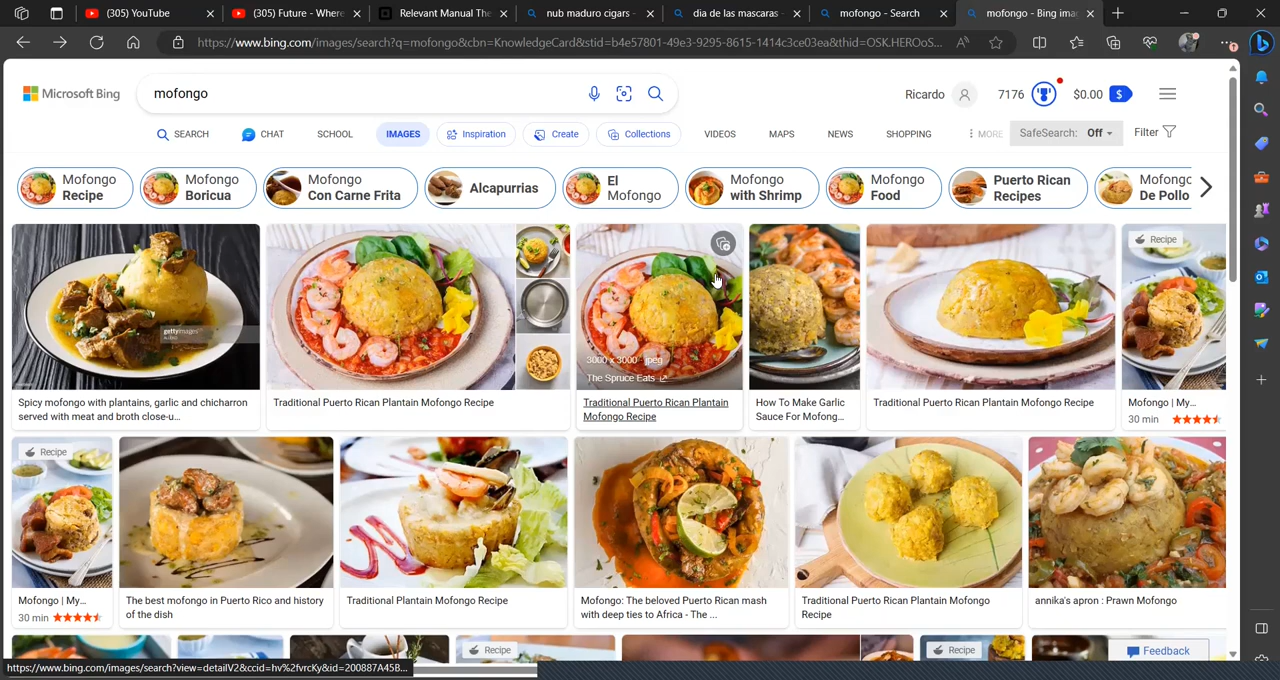 (305) YouTube
(305) Future - Where
Relevant Manual The
nub maduro cigars -
dia de las mascaras -
mofongo - Search
mofongo - Bing ima
https://www.bing.com/images/search?q=mofongo&cbn=KnowledgeCard&stid=b4e57801-49e3-9295-8615-1414c3ce03ea&thid=OSK.HEROoS...
Microsoft Bing
mofongo
Ricardo
7176
$0.00
SEARCH
CHAT
SCHOOL
IMAGES
Inspiration
Create
Collections
VIDEOS
MAPS
NEWS
SHOPPING
MORE
SafeSearch: Off
Filter
Mofongo
Recipe
Mofongo
Boricua
Mofongo
Con Carne Frita
Alcapurrias
El
Mofongo
Mofongo
with Shrimp
Mofongo
Food
Puerto Rican
Recipes
Mofongo
De Pollo
gettyimages
Spicy mofongo with plantains, garlic and chicharron
served with meat and broth close-u...
Traditional Puerto Rican Plantain Mofongo Recipe
3000 x 3000 · jpeg
The Spruce Eats
Traditional Puerto Rican Plantain
Mofongo Recipe
How To Make Garlic
Sauce For Mofong...
Traditional Puerto Rican Plantain Mofongo Recipe
Recipe
Mofongo | My...
30 min
Recipe
Mofongo | My...
30 min
The best mofongo in Puerto Rico and history
of the dish
Traditional Plantain Mofongo Recipe
Mofongo: The beloved Puerto Rican mash
with deep ties to Africa - The ...
Traditional Puerto Rican Plantain Mofongo
Recipe
annika's apron : Prawn Mofongo
Recipe
Recipe
Feedback
https://www.bing.com/images/search?view=detailV2&ccid=hv%2fvrcKy&id=200887A45B...